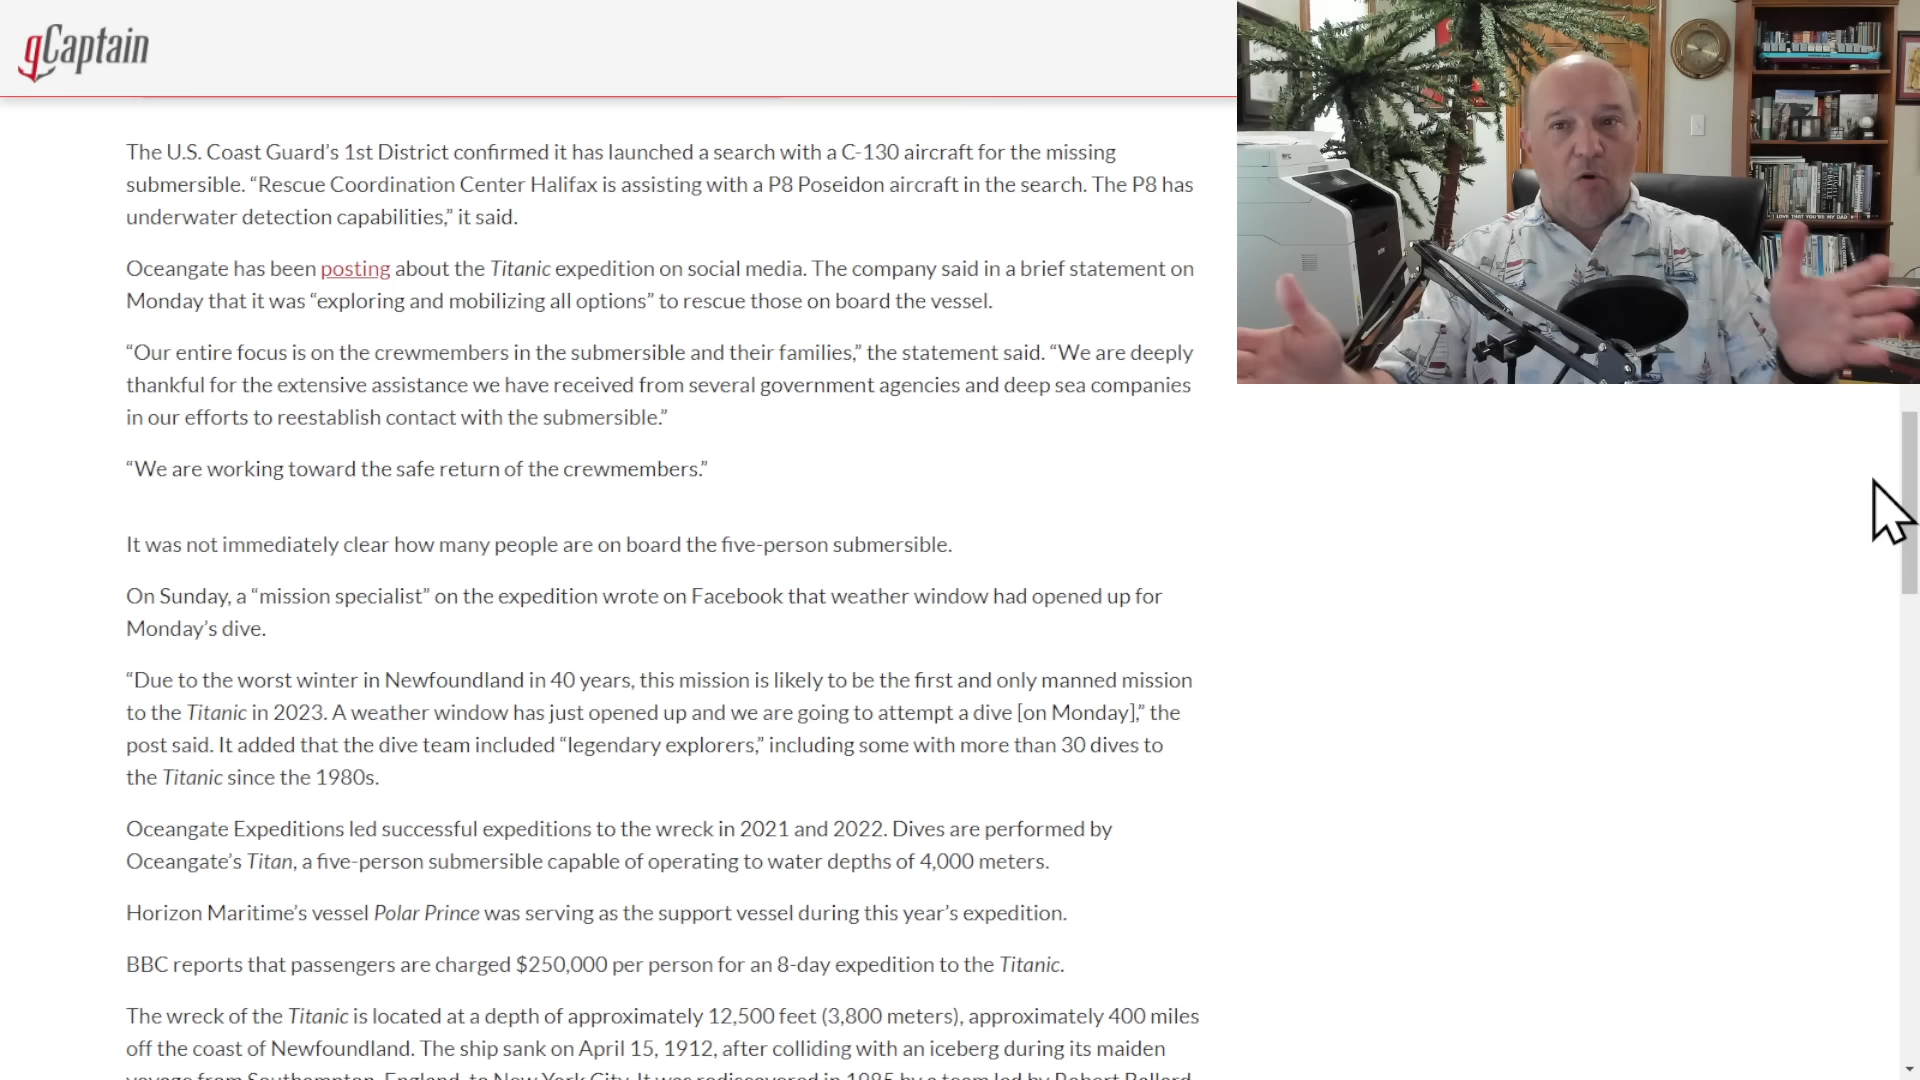 gCaptain
The U.S. Coast Guard’s 1st District confirmed it has launched a search with a C-130 aircraft for the missing
submersible. “Rescue Coordination Center Halifax is assisting with a P8 Poseidon aircraft in the search. The P8 has
underwater detection capabilities,” it said.
Oceangate has been posting about the Titanic expedition on social media. The company said in a brief statement on
Monday that it was “exploring and mobilizing all options” to rescue those on board the vessel.
“Our entire focus is on the crewmembers in the submersible and their families,” the statement said. “We are deeply
thankful for the extensive assistance we have received from several government agencies and deep sea companies
in our efforts to reestablish contact with the submersible.”
“We are working toward the safe return of the crewmembers.”
It was not immediately clear how many people are on board the five-person submersible.
On Sunday, a “mission specialist” on the expedition wrote on Facebook that weather window had opened up for
Monday’s dive.
“Due to the worst winter in Newfoundland in 40 years, this mission is likely to be the first and only manned mission
to the Titanic in 2023. A weather window has just opened up and we are going to attempt a dive [on Monday],” the
post said. It added that the dive team included “legendary explorers,” including some with more than 30 dives to
the Titanic since the 1980s.
Oceangate Expeditions led successful expeditions to the wreck in 2021 and 2022. Dives are performed by
Oceangate’s Titan, a five-person submersible capable of operating to water depths of 4,000 meters.
Horizon Maritime’s vessel Polar Prince was serving as the support vessel during this year’s expedition.
BBC reports that passengers are charged $250,000 per person for an 8-day expedition to the Titanic.
The wreck of the Titanic is located at a depth of approximately 12,500 feet (3,800 meters), approximately 400 miles
off the coast of Newfoundland. The ship sank on April 15, 1912, after colliding with an iceberg during its maiden
voyage from Southampton, England, to New York City. It was rediscovered in 1985 by a team led by Robert Ballard